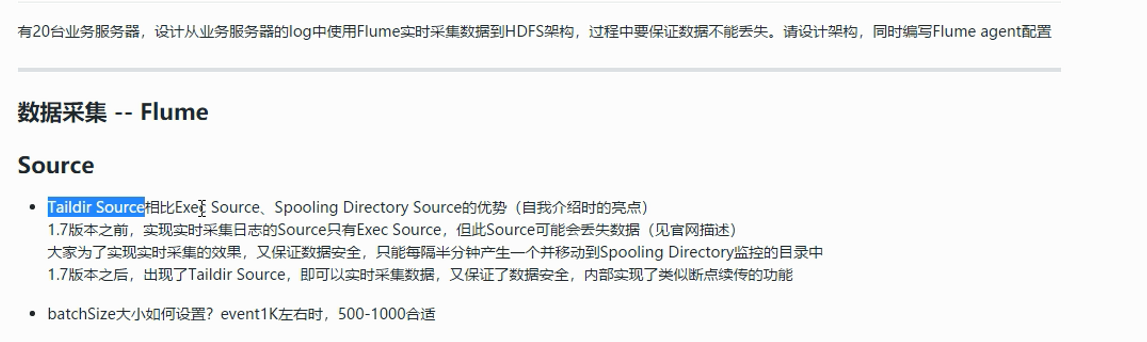 有20台业务服务器，设计从业务服务器的log中使用Flume实时采集数据到HDFS架构，过程中要保证数据不能丢失。请设计架构，同时编写Flume agent配置
数据采集 -- Flume
Source
Taildir Source相比Exec Source、Spooling Directory Source的优势（自我介绍时的亮点）
1.7版本之前，实现实时采集日志的Source只有Exec Source，但此Source可能会丢失数据（见官网描述）
大家为了实现实时采集的效果，又保证数据安全，只能每隔半分钟产生一个并移动到Spooling Directory监控的目录中
1.7版本之后，出现了Taildir Source，即可以实时采集数据，又保证了数据安全，内部实现了类似断点续传的功能
batchSize大小如何设置？event1K左右时，500-1000合适